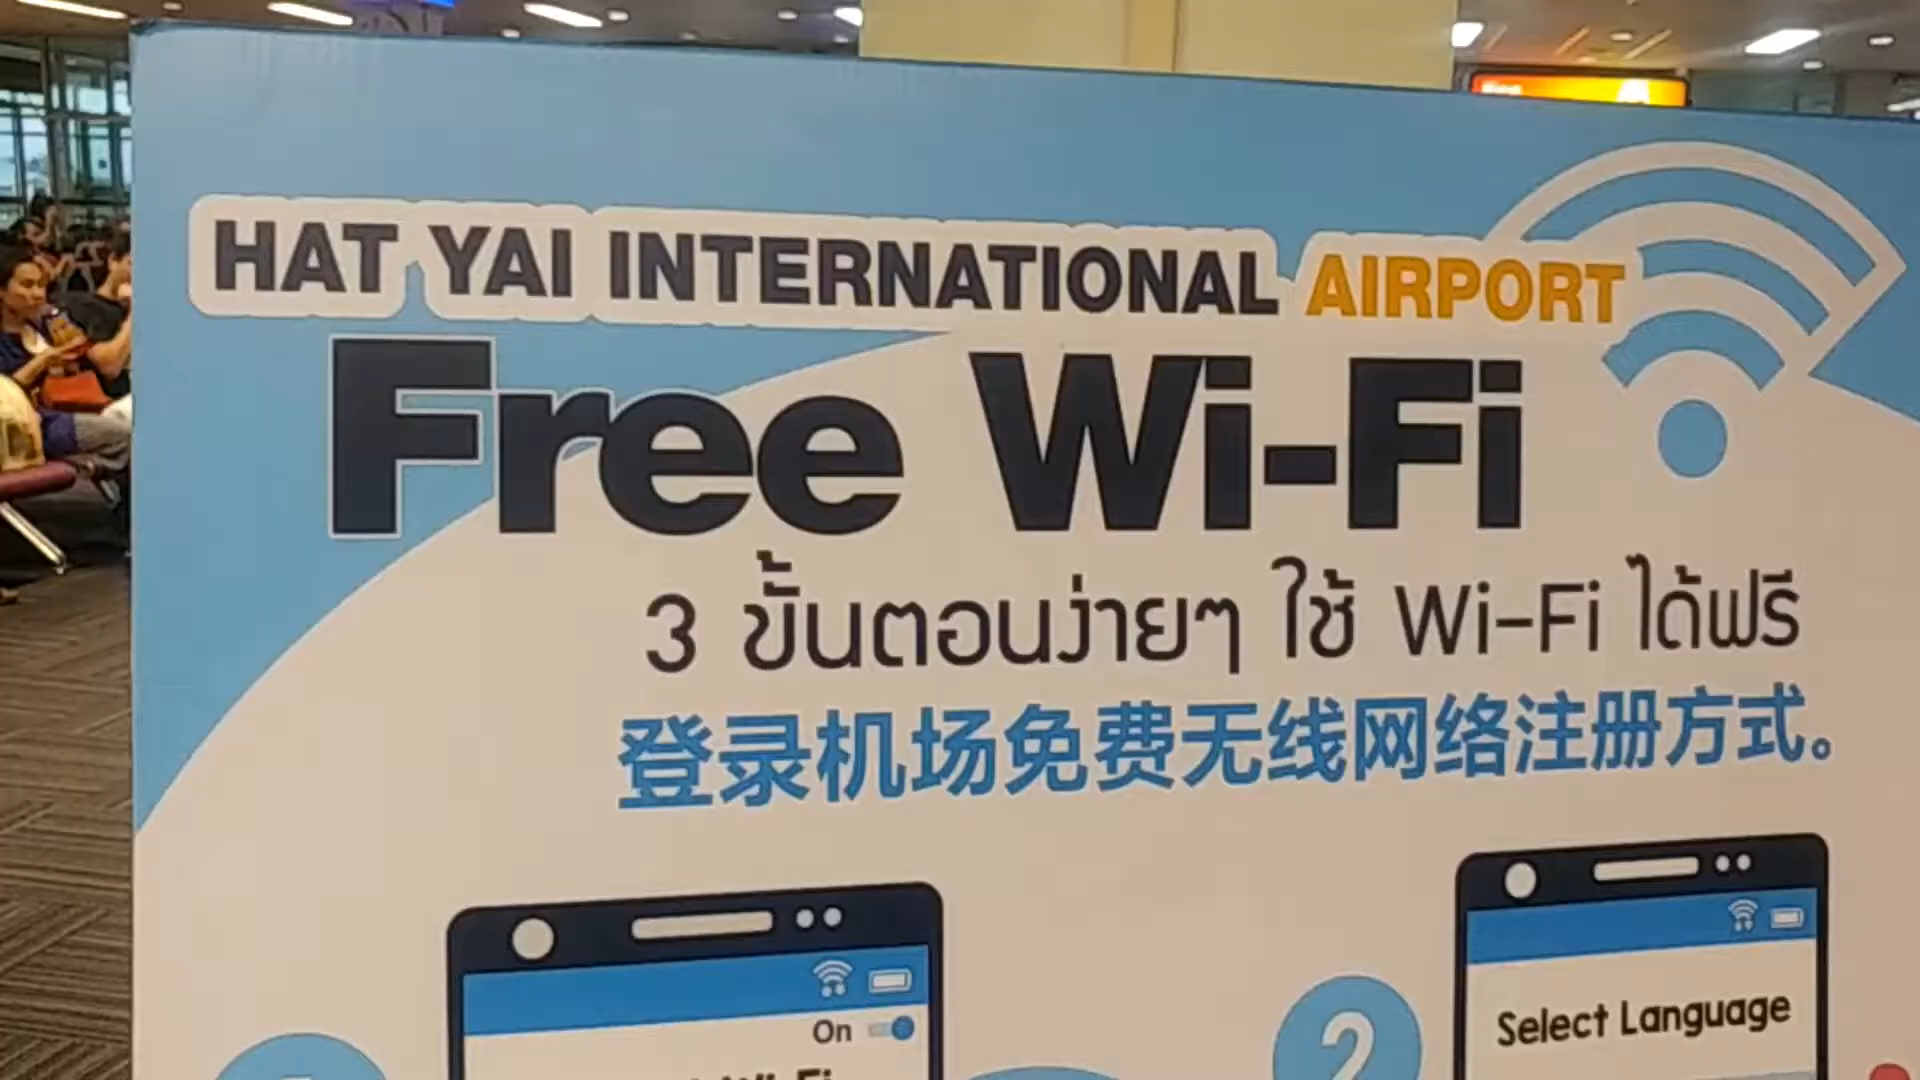 HAT YAI INTERNATIONAL AIRPORT
Free Wi-Fi
3 ขั้นตอนง่ายๆ ใช้ Wi-Fi ได้ฟรี
登录机场免费无线网络注册方式。
On
Wi-Fi
2
Select Language